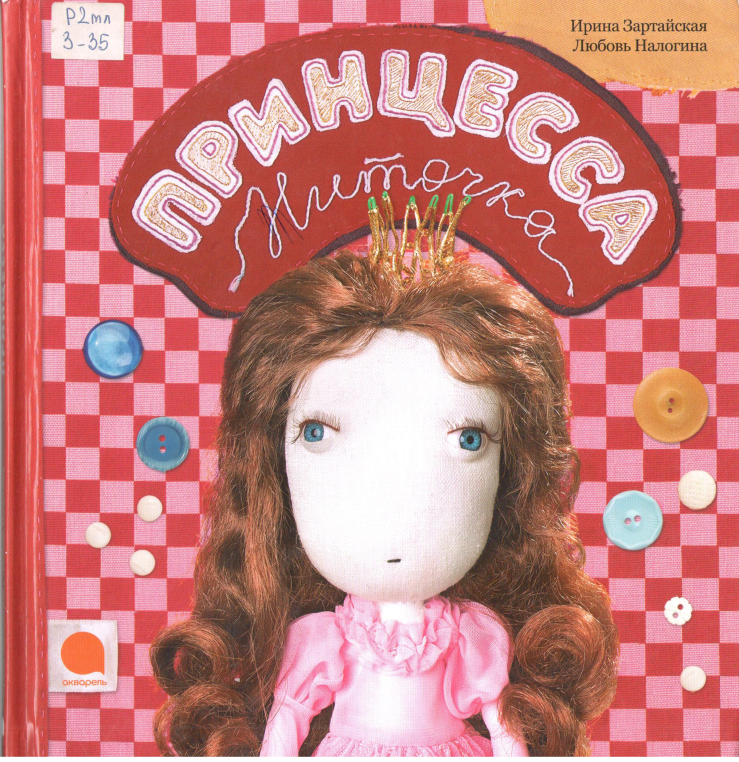 Р2мл
З-35
Ирина Зартайская
Любовь Налогина
ПРИНЦЕССА
Ниточка
акварель